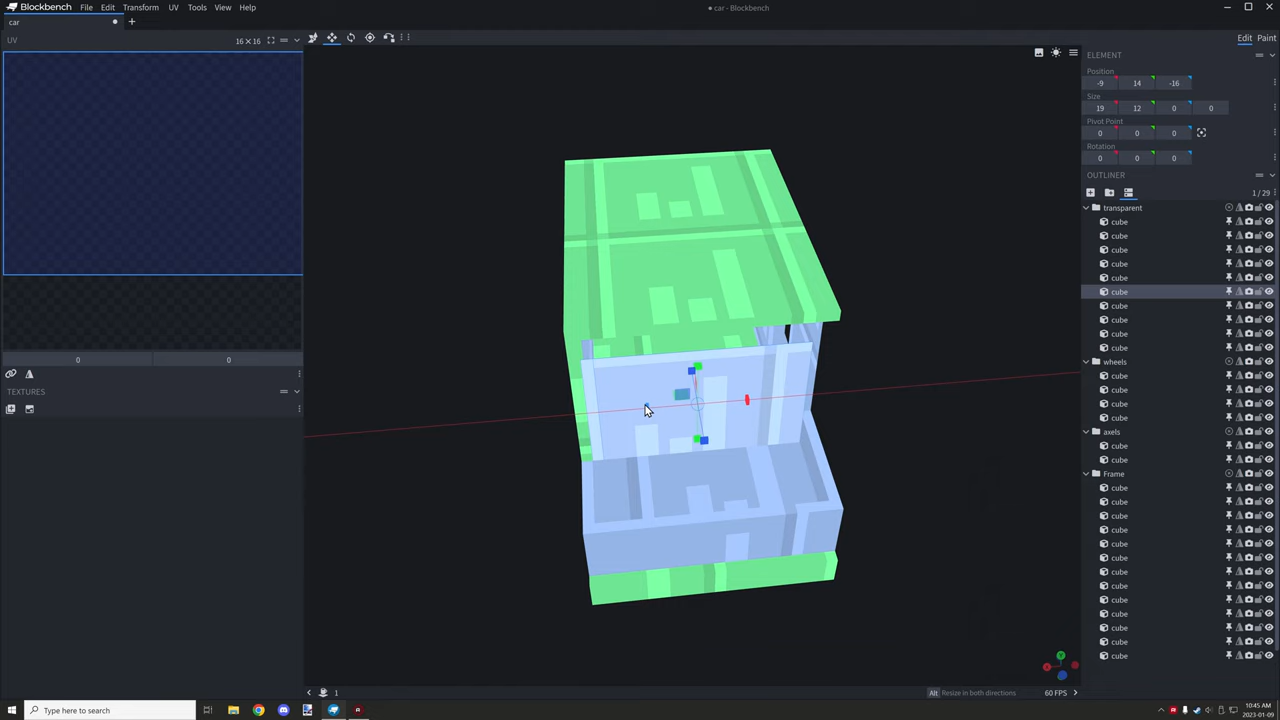 Blockbench File Edit Transform UV Tools View Help
• car - Blockbench
car
UV 16 × 16
Edit Paint
ELEMENT
Position
-9 14 -16
Size
19 12 0 0
Pivot Point
0 0 0
Rotation
0 0 0
OUTLINER
1 / 29
transparent
cube
cube
cube
cube
cube
cube
cube
cube
cube
cube
wheels
cube
cube
cube
cube
axels
cube
cube
Frame
cube
cube
cube
cube
cube
cube
cube
cube
cube
cube
cube
cube
cube
0 0
TEXTURES
1
Alt Resize in both directions 60 FPS
Type here to search
10:45 AM
2023-01-09